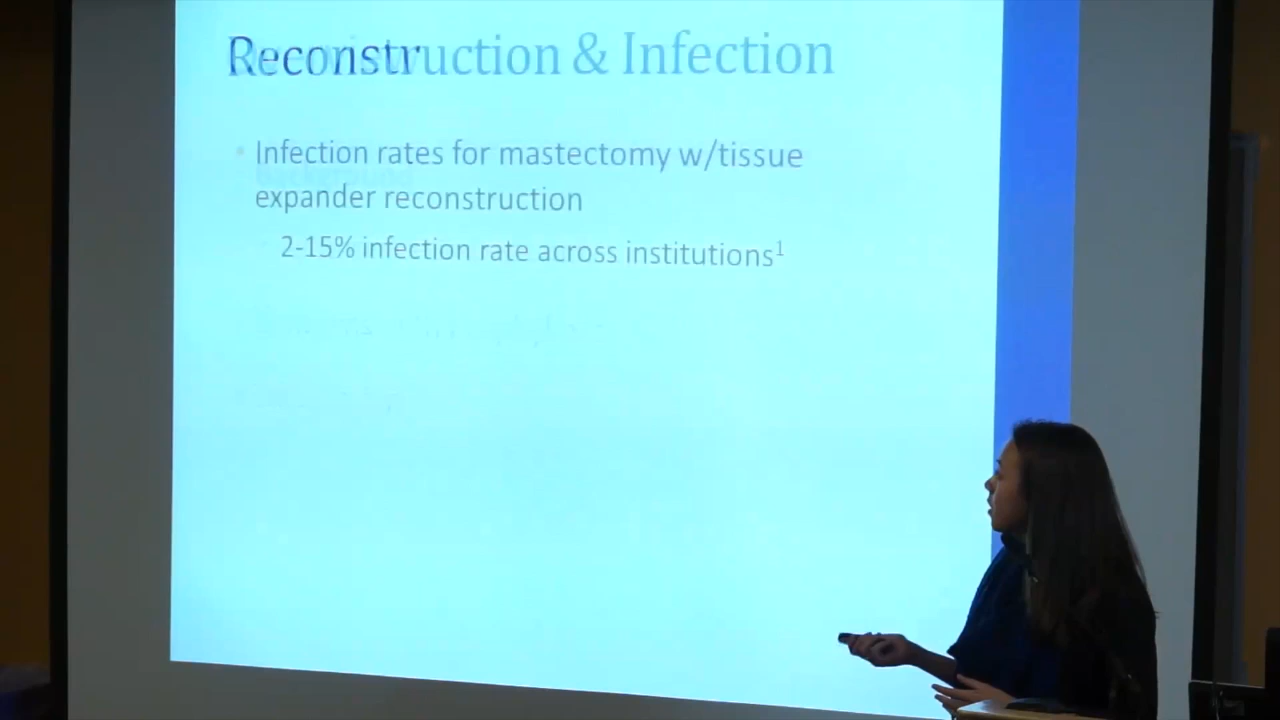 Reconstruction & Infection
Infection rates for mastectomy w/tissue
expander reconstruction
2-15% infection rate across institutions¹